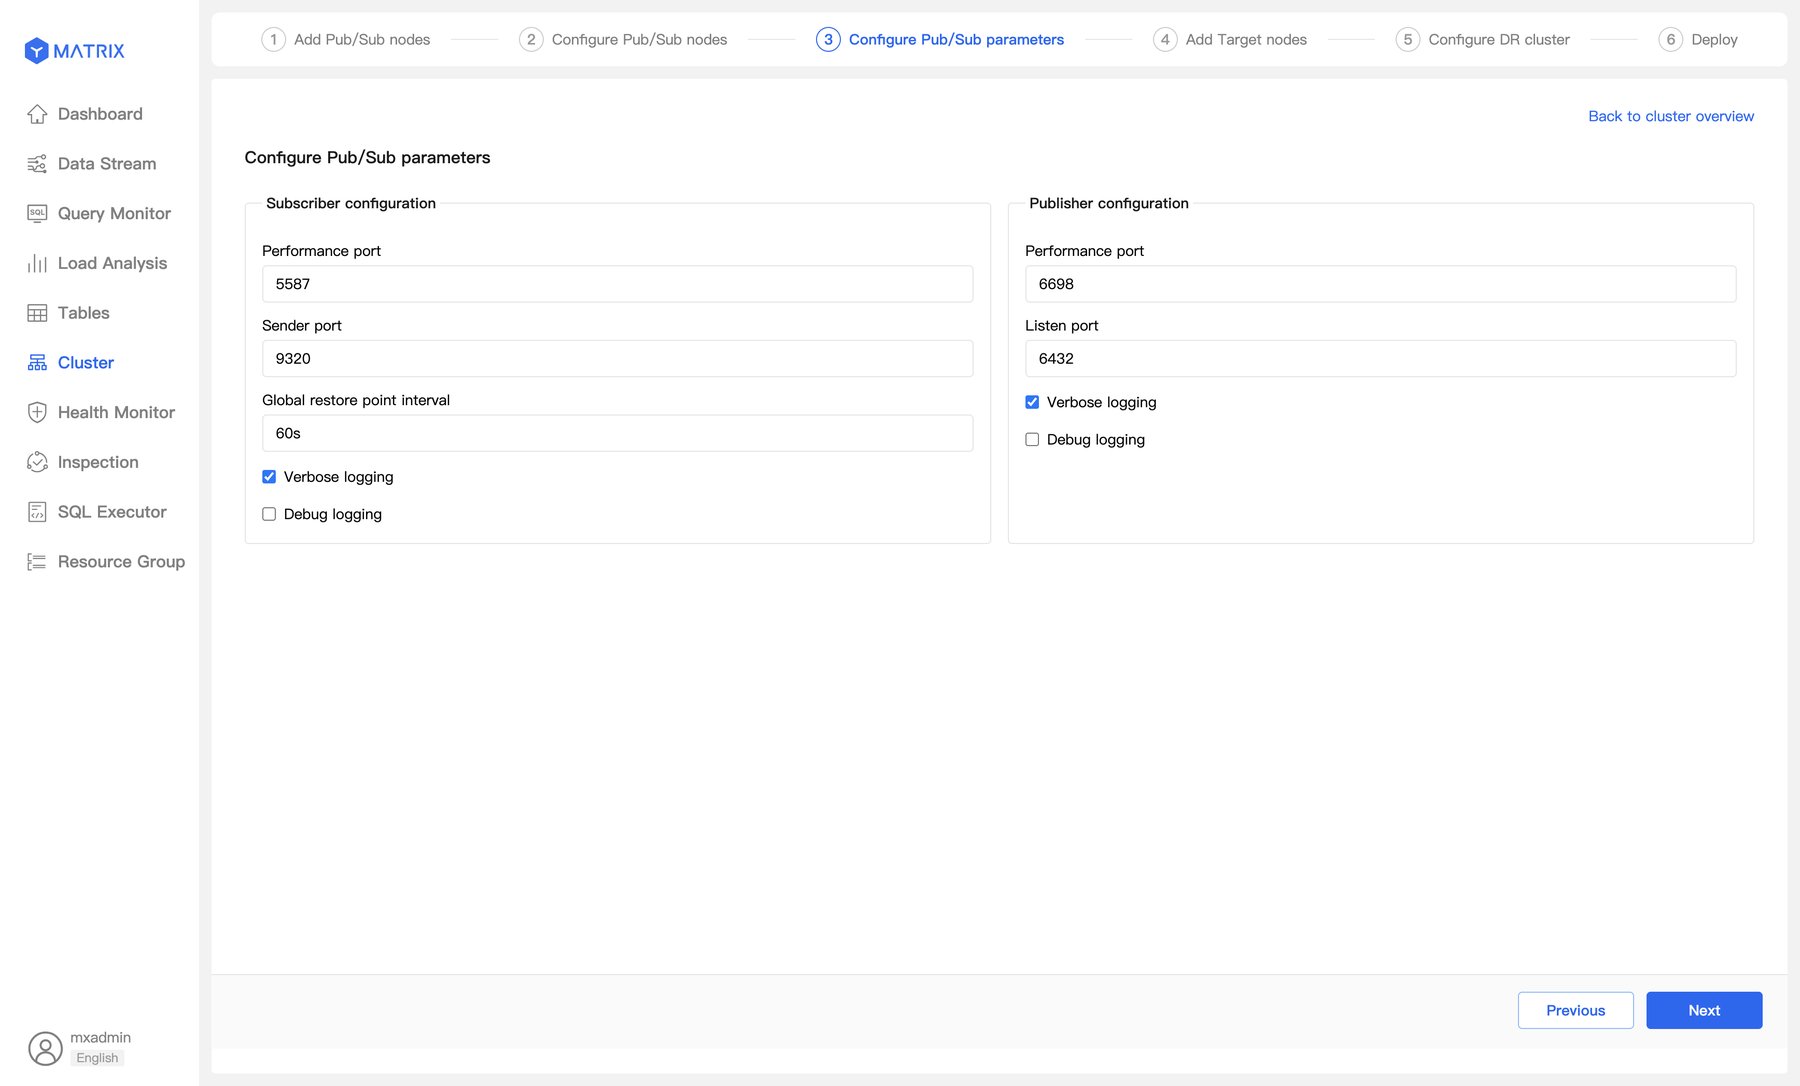 MATRIX
Dashboard
Data Stream
SQL
Query Monitor
Load Analysis
Tables
Cluster
Health Monitor
Inspection
SQL Executor
Resource Group
mxadmin
English
1 Add Pub/Sub nodes 2 Configure Pub/Sub nodes 3 Configure Pub/Sub parameters 4 Add Target nodes 5 Configure DR cluster 6 Deploy
Back to cluster overview
Configure Pub/Sub parameters
Subscriber configuration
Performance port
5587
Sender port
9320
Global restore point interval
60s
Verbose logging
Debug logging
Publisher configuration
Performance port
6698
Listen port
6432
Verbose logging
Debug logging
Previous
Next